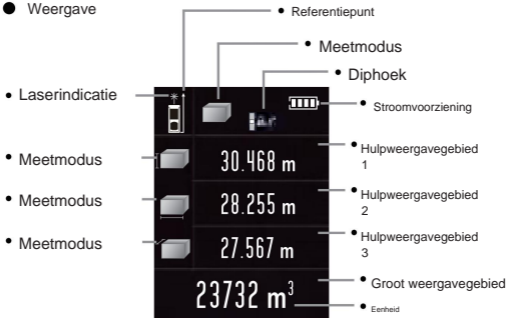 ● Weergave
• Referentiepunt
• Meetmodus
• Diphoek
• Laserindicatie
• Stroomvoorziening
• Meetmodus
30.468 m
• Hulpweergavegebied
1
• Meetmodus
28.255 m
• Hulpweergavegebied
2
• Meetmodus
27.567 m
• Hulpweergavegebied
3
23732 m³
• Groot weergavegebied
• Eenheid